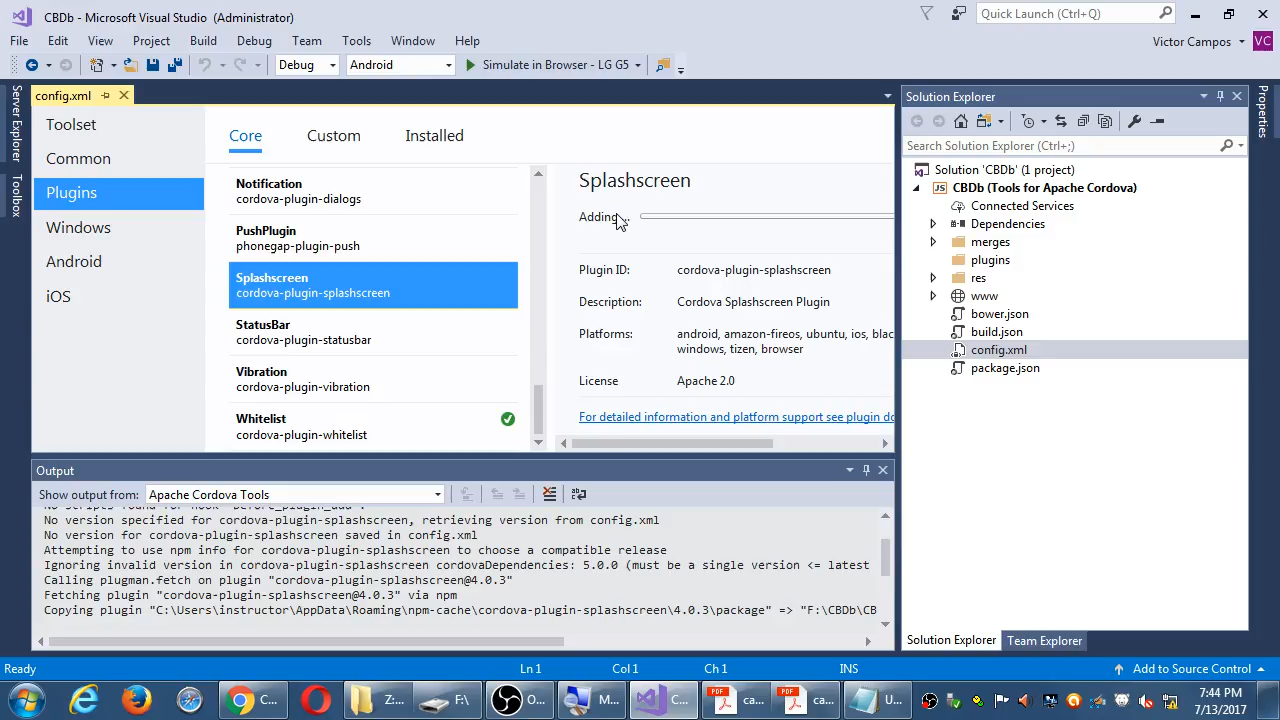 CBDb - Microsoft Visual Studio (Administrator)
Quick Launch (Ctrl+;)
File Edit View Project Build Debug Team Tools Window Help
Victor Campos VC
Debug Android Simulate in Browser - LG G5
Server Explorer
Toolbox
config.xml
Toolset
Common
Plugins
Windows
Android
iOS
Core Custom Installed
Notification
cordova-plugin-dialogs
PushPlugin
phonegap-plugin-push
Splashscreen
cordova-plugin-splashscreen
StatusBar
cordova-plugin-statusbar
Vibration
cordova-plugin-vibration
Whitelist
cordova-plugin-whitelist
Splashscreen
Adding...
Plugin ID: cordova-plugin-splashscreen
Description: Cordova Splashscreen Plugin
Platforms: android, amazon-fireos, ubuntu, ios, blac
windows, tizen, browser
License Apache 2.0
For detailed information and platform support see plugin do
Output
Show output from: Apache Cordova Tools
No version specified for cordova-plugin-splashscreen, retrieving version from config.xml
No version for cordova-plugin-splashscreen saved in config.xml
Attempting to use npm info for cordova-plugin-splashscreen to choose a compatible release
Ignoring invalid version in cordova-plugin-splashscreen cordovaDependencies: 5.0.0 (must be a single version <= latest
Calling plugman.fetch on plugin "cordova-plugin-splashscreen@4.0.3"
Fetching plugin "cordova-plugin-splashscreen@4.0.3" via npm
Copying plugin "C:\Users\instructor\AppData\Roaming\npm-cache\cordova-plugin-splashscreen\4.0.3\package" => "F:\CBDb\CB
Solution Explorer
Search Solution Explorer (Ctrl+;)
Solution 'CBDb' (1 project)
CBDb (Tools for Apache Cordova)
Connected Services
Dependencies
merges
plugins
res
www
bower.json
build.json
config.xml
package.json
Solution Explorer Team Explorer
Properties
Ready Ln 1 Col 1 Ch 1 INS Add to Source Control
C... Z:... F:\ O... M... C... ca... ca... U...
7:44 PM
7/13/2017